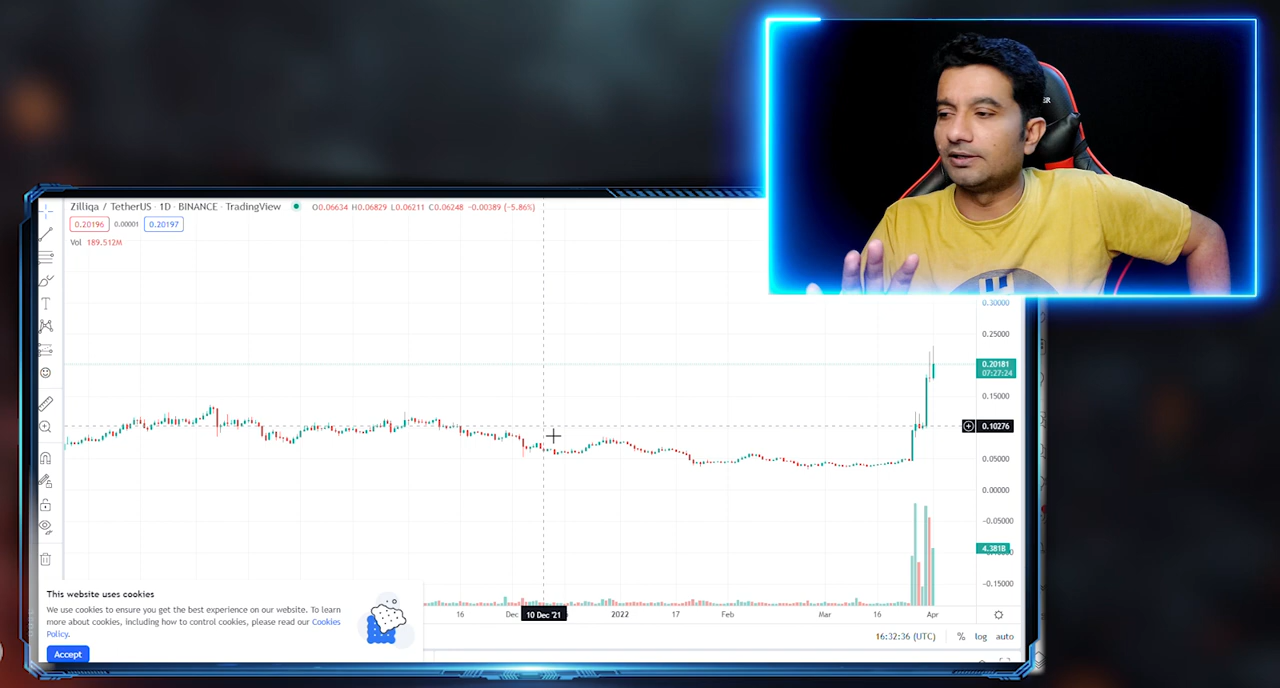 Zilliqa / TetherUS · 1D · BINANCE · TradingView
O0.06634 H0.06829 L0.06211 C0.06248 −0.00389 (−5.86%)
0.20196 0.00001 0.20197
Vol 189.512M
0.30000
0.25000
0.20181
07:27:24
0.15000
0.10276
0.05000
0.00000
−0.05000
4.381B
−0.15000
This website uses cookies
We use cookies to ensure you get the best experience on our website. To learn
more about cookies, including how to control cookies, please read our Cookies
Policy.
Accept
16 Dec 10 Dec '21 2022 17 Feb Mar 16 Apr
16:32:36 (UTC) % log auto